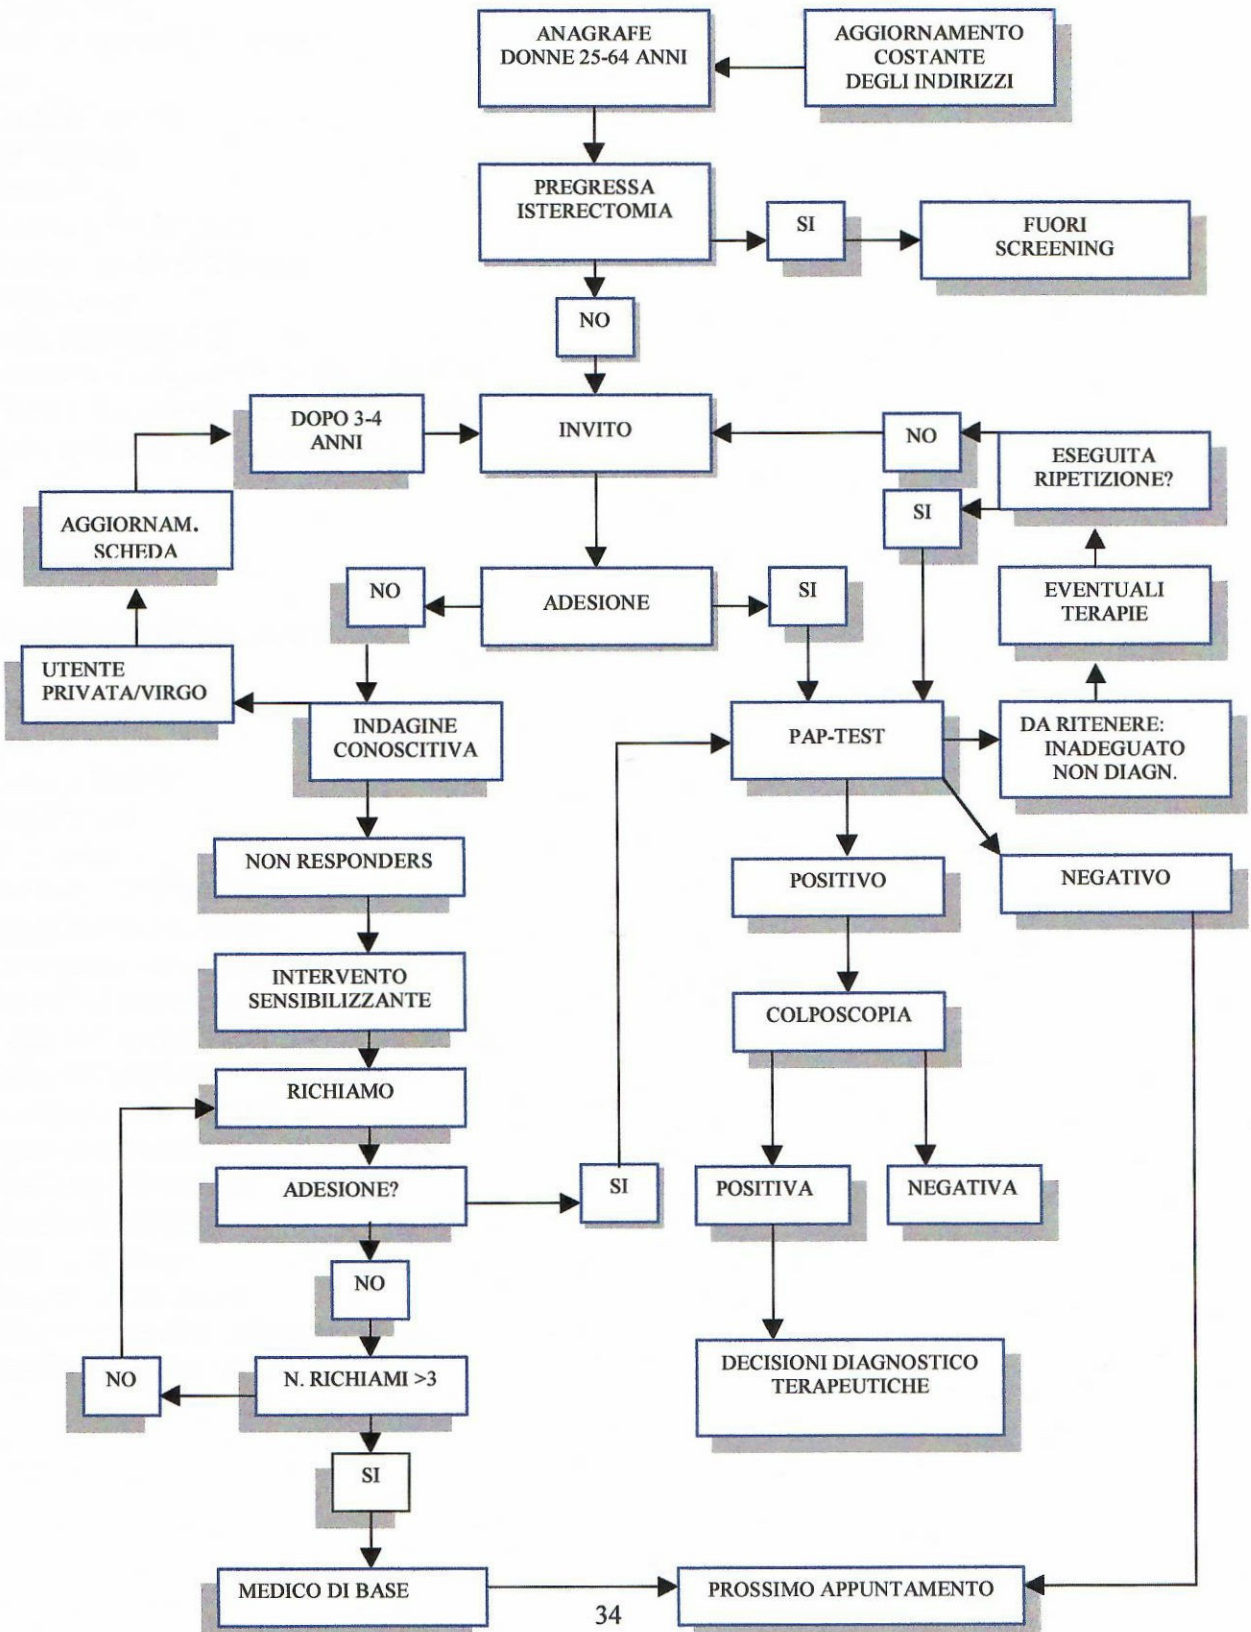 ANAGRAFE
DONNE 25-64 ANNI
AGGIORNAMENTO
COSTANTE
DEGLI INDIRIZZI
PREGRESSA
ISTERECTOMIA
SI
FUORI
SCREENING
NO
DOPO 3-4
ANNI
INVITO
NO
ESEGUITA
RIPETIZIONE?
SI
AGGIORNAM.
SCHEDA
NO
ADESIONE
SI
EVENTUALI
TERAPIE
UTENTE
PRIVATA/VIRGO
INDAGINE
CONOSCITIVA
PAP-TEST
DA RITENERE:
INADEGUATO
NON DIAGN.
NON RESPONDERS
POSITIVO
NEGATIVO
INTERVENTO
SENSIBILIZZANTE
COLPOSCOPIA
RICHIAMO
ADESIONE?
SI
POSITIVA
NEGATIVA
NO
NO
N. RICHIAMI >3
DECISIONI DIAGNOSTICO
TERAPEUTICHE
SI
MEDICO DI BASE
PROSSIMO APPUNTAMENTO
34